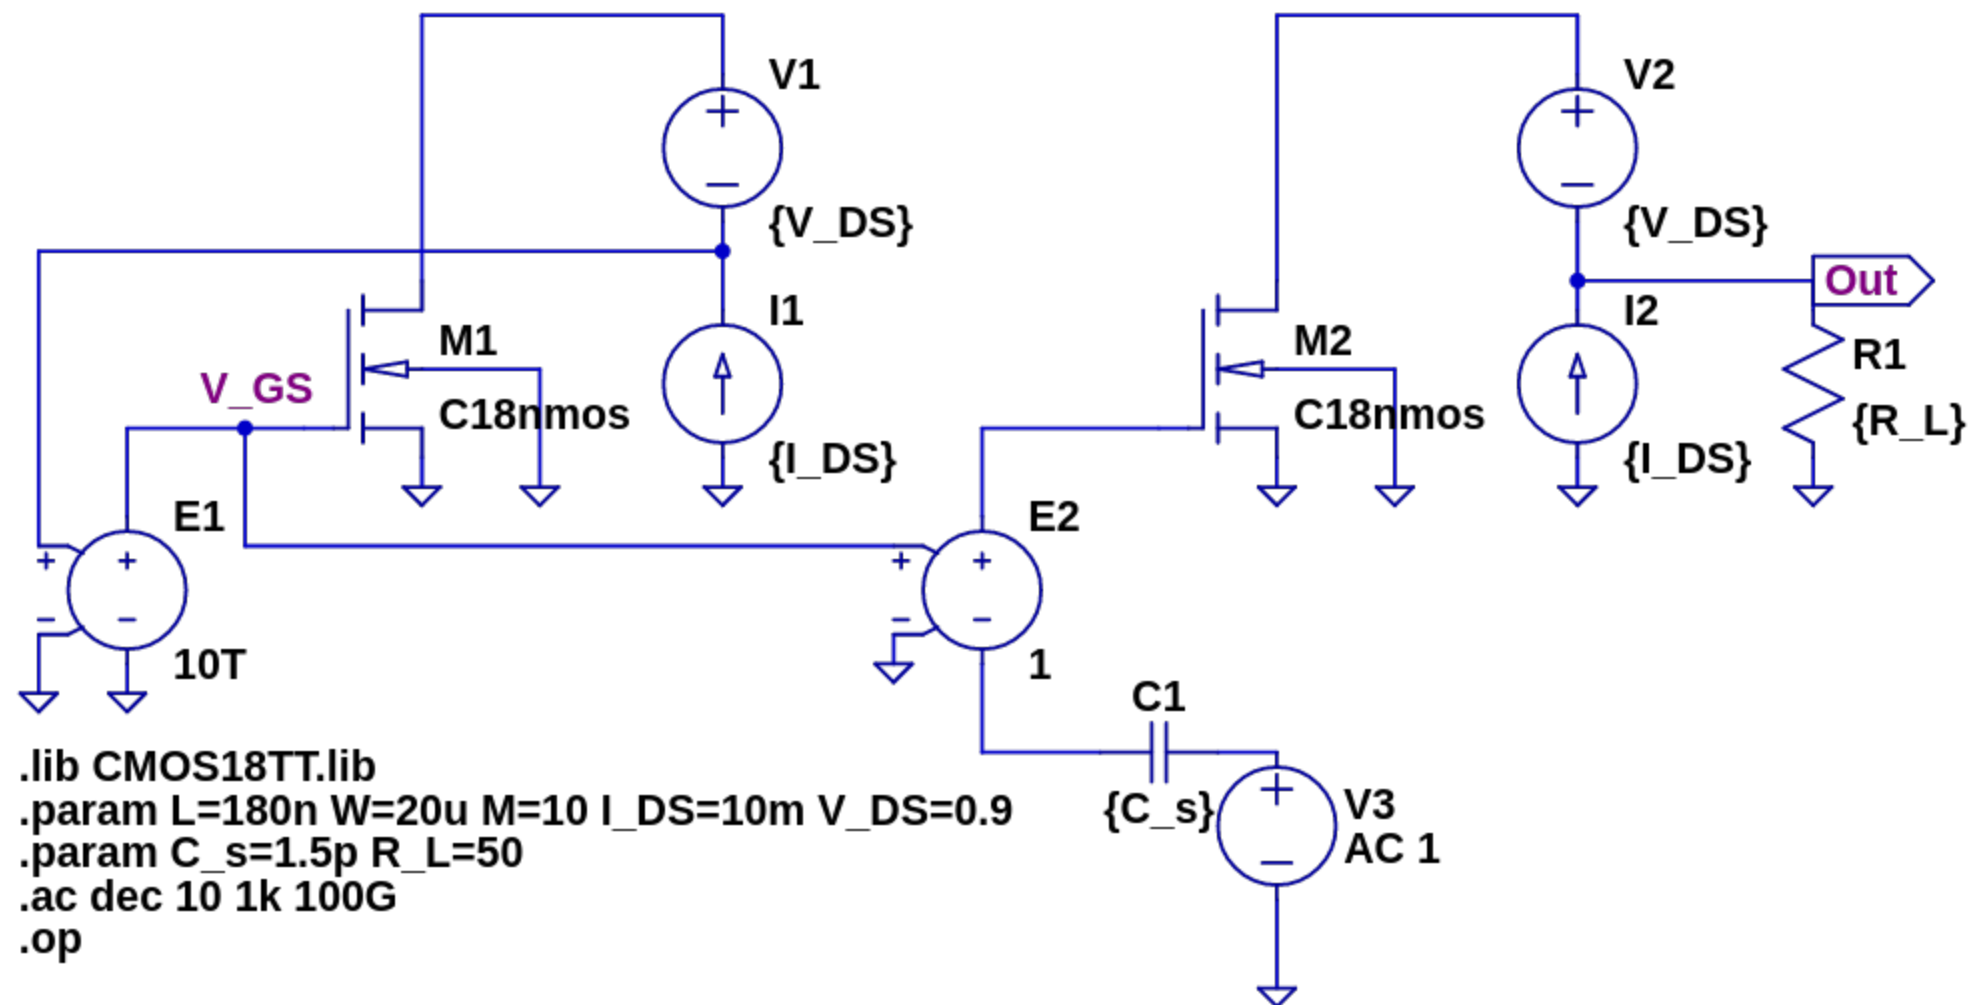 V1
{V_DS}
I1
{I_DS}
M1
C18nmos
V_GS
E1
+
−
+
−
10T
V2
{V_DS}
I2
{I_DS}
Out
R1
{R_L}
M2
C18nmos
E2
+
−
+
−
1
C1
{C_s}
V3
AC 1
.lib CMOS18TT.lib
.param L=180n W=20u M=10 I_DS=10m V_DS=0.9
.param C_s=1.5p R_L=50
.ac dec 10 1k 100G
.op